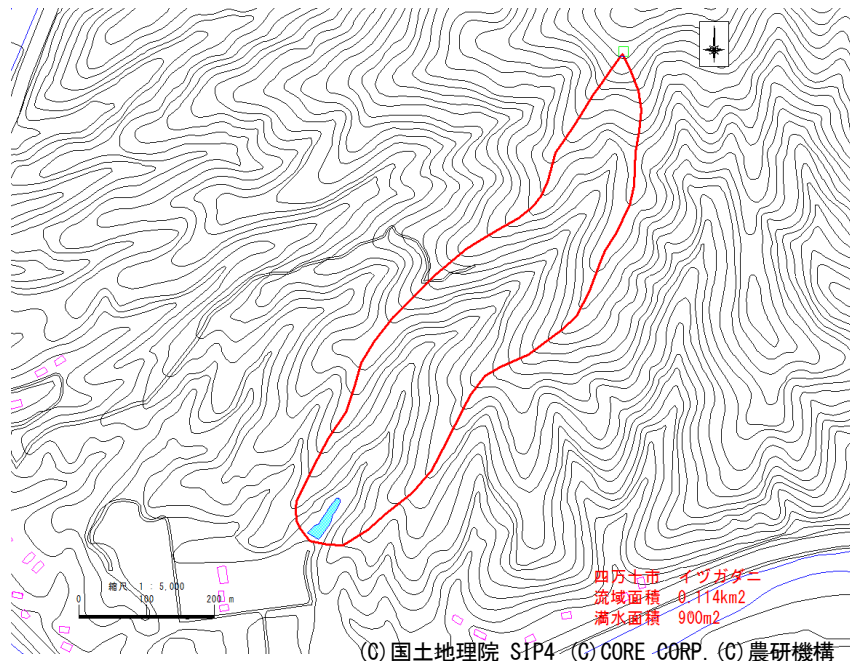 縮尺 1 : 5,000
0 100 200 m
四万十市 イヅガダニ
流域面積 0.114km2
満水面積 900m2
(C)国土地理院 SIP4 (C)CORE CORP.(C)農研機構